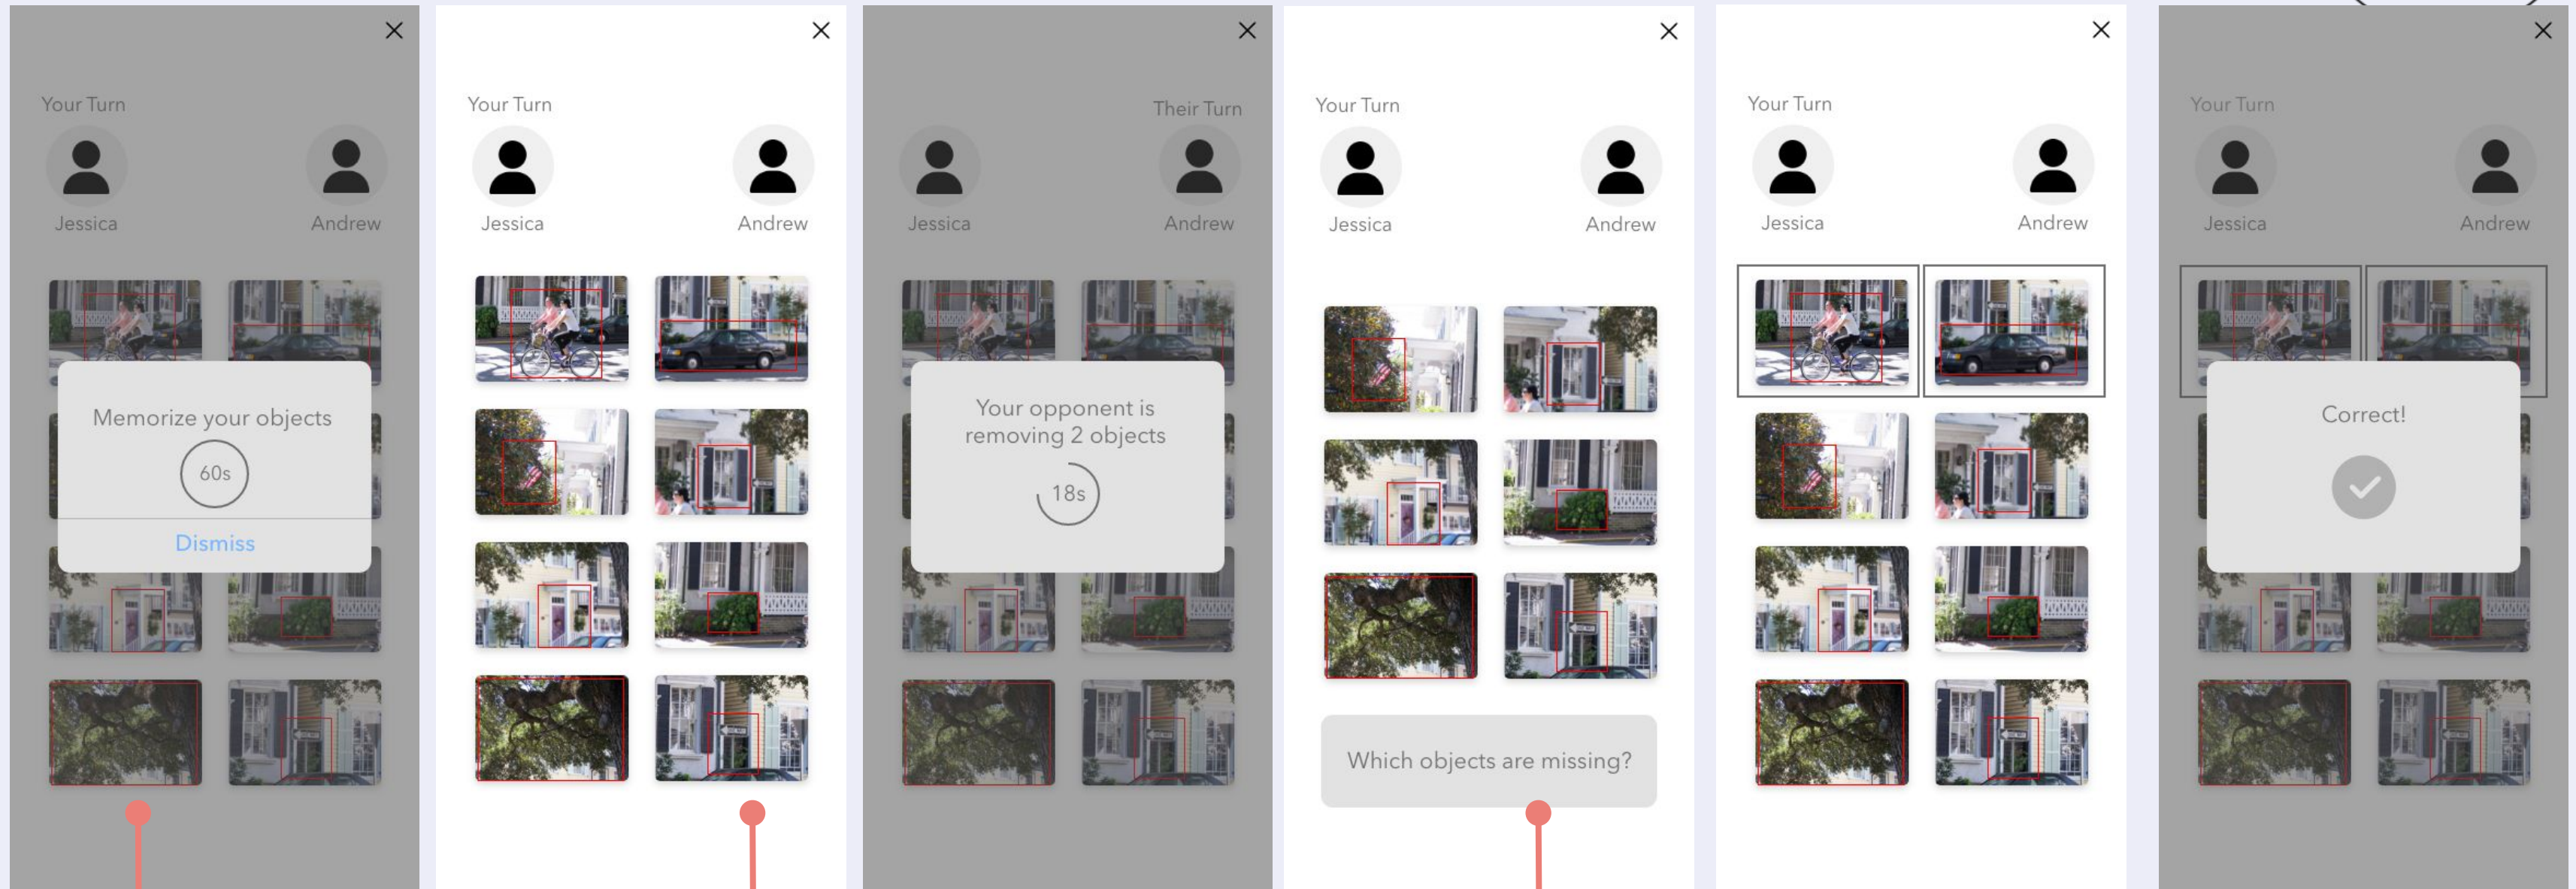 Your Turn
Jessica
Andrew
Memorize your objects
60s
Dismiss
Your Turn
Jessica
Andrew
Their Turn
Jessica
Andrew
Your opponent is
removing 2 objects
18s
Your Turn
Jessica
Andrew
Which objects are missing?
Your Turn
Jessica
Andrew
Your Turn
Jessica
Andrew
Correct!